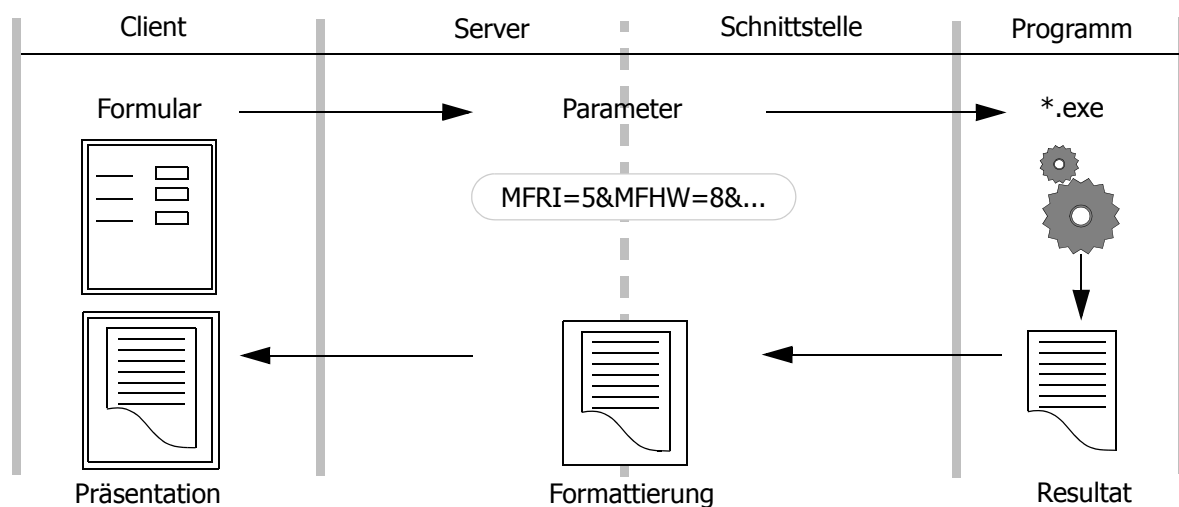 Client
Server
Schnittstelle
Programm
Formular
Parameter
*.exe
MFRI=5&MFHW=8&...
Präsentation
Formattierung
Resultat